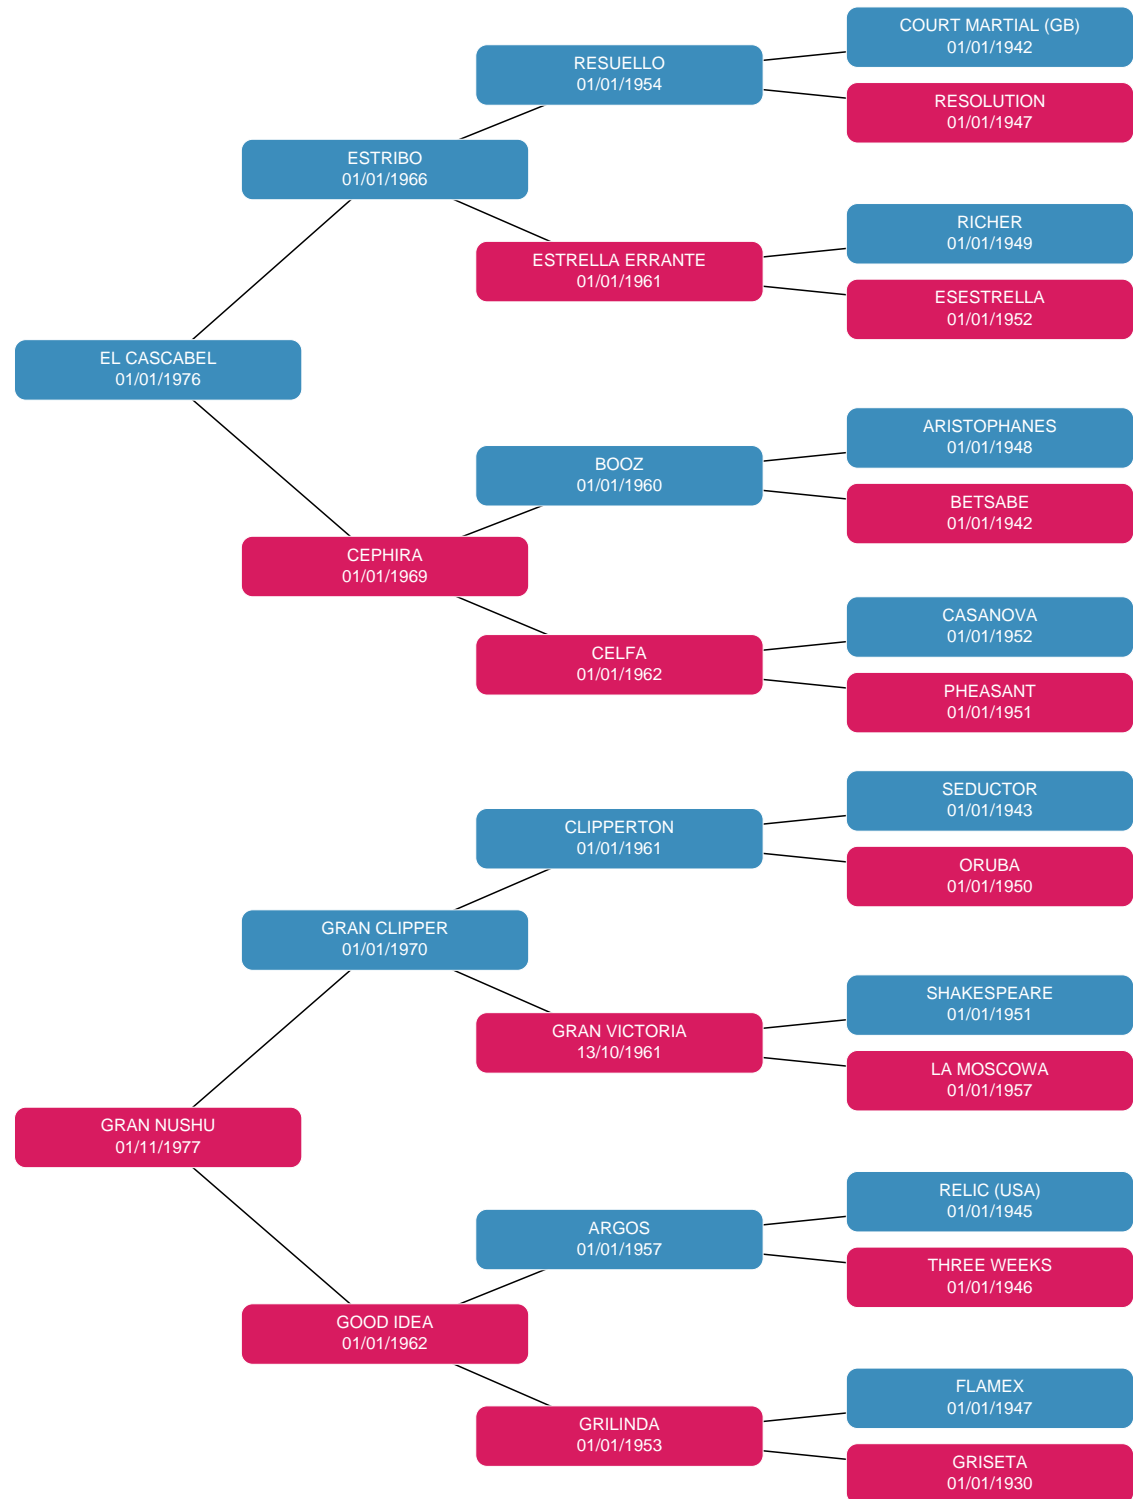 COURT MARTIAL (GB)
01/01/1942
RESUELLO
01/01/1954
RESOLUTION
01/01/1947
ESTRIBO
01/01/1966
RICHER
01/01/1949
ESTRELLA ERRANTE
01/01/1961
ESESTRELLA
01/01/1952
EL CASCABEL
01/01/1976
ARISTOPHANES
01/01/1948
BOOZ
01/01/1960
BETSABE
01/01/1942
CEPHIRA
01/01/1969
CASANOVA
01/01/1952
CELFA
01/01/1962
PHEASANT
01/01/1951
SEDUCTOR
01/01/1943
CLIPPERTON
01/01/1961
ORUBA
01/01/1950
GRAN CLIPPER
01/01/1970
SHAKESPEARE
01/01/1951
GRAN VICTORIA
13/10/1961
LA MOSCOWA
01/01/1957
GRAN NUSHU
01/11/1977
RELIC (USA)
01/01/1945
ARGOS
01/01/1957
THREE WEEKS
01/01/1946
GOOD IDEA
01/01/1962
FLAMEX
01/01/1947
GRILINDA
01/01/1953
GRISETA
01/01/1930